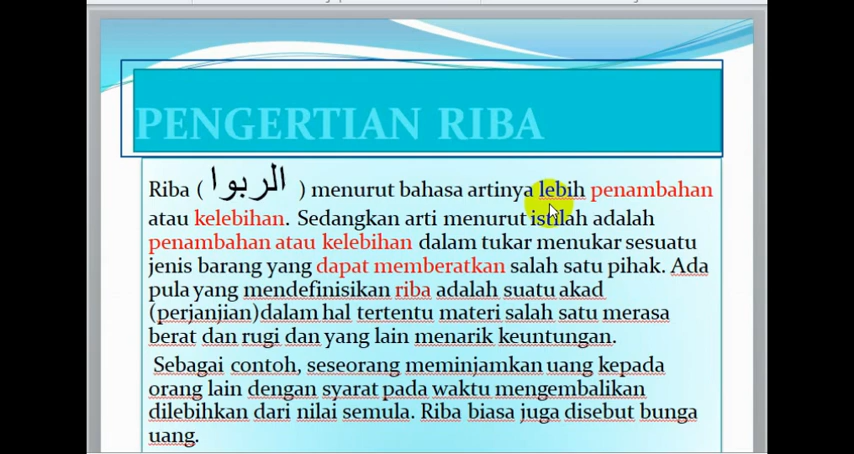 PENGERTIAN RIBA
Riba ( الربوا ) menurut bahasa artinya lebih penambahan
atau kelebihan. Sedangkan arti menurut istilah adalah
penambahan atau kelebihan dalam tukar menukar sesuatu
jenis barang yang dapat memberatkan salah satu pihak. Ada
pula yang mendefinisikan riba adalah suatu akad
(perjanjian)dalam hal tertentu materi salah satu merasa
berat dan rugi dan yang lain menarik keuntungan.
Sebagai contoh, seseorang meminjamkan uang kepada
orang lain dengan syarat pada waktu mengembalikan
dilebihkan dari nilai semula. Riba biasa juga disebut bunga
uang.